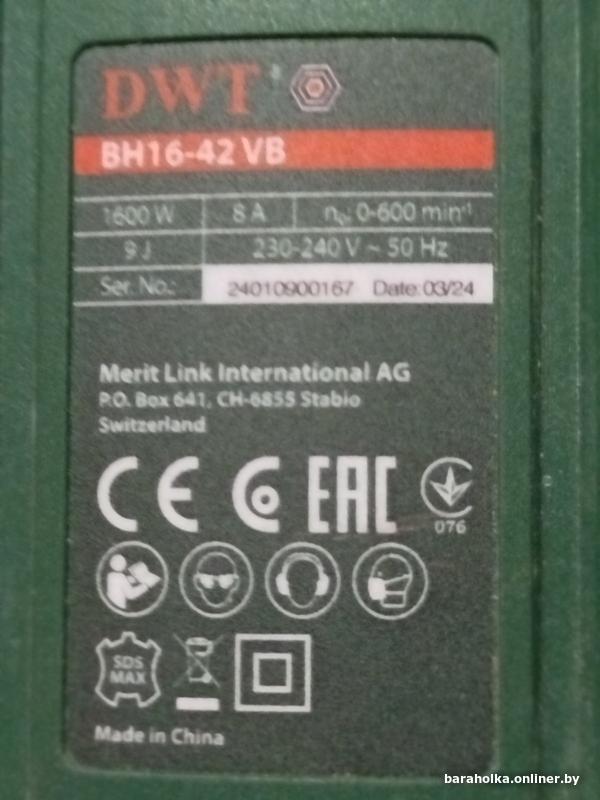 DWT
BH16-42 VB
1600 W 8 A n₀: 0-600 min⁻¹
9 J 230-240 V ~ 50 Hz
Ser. No.: 24010900167 Date: 03/24
Merit Link International AG
P.O. Box 641, CH-6855 Stabio
Switzerland
CE EAC
076
SDS
MAX
Made in China
baraholka.onliner.by